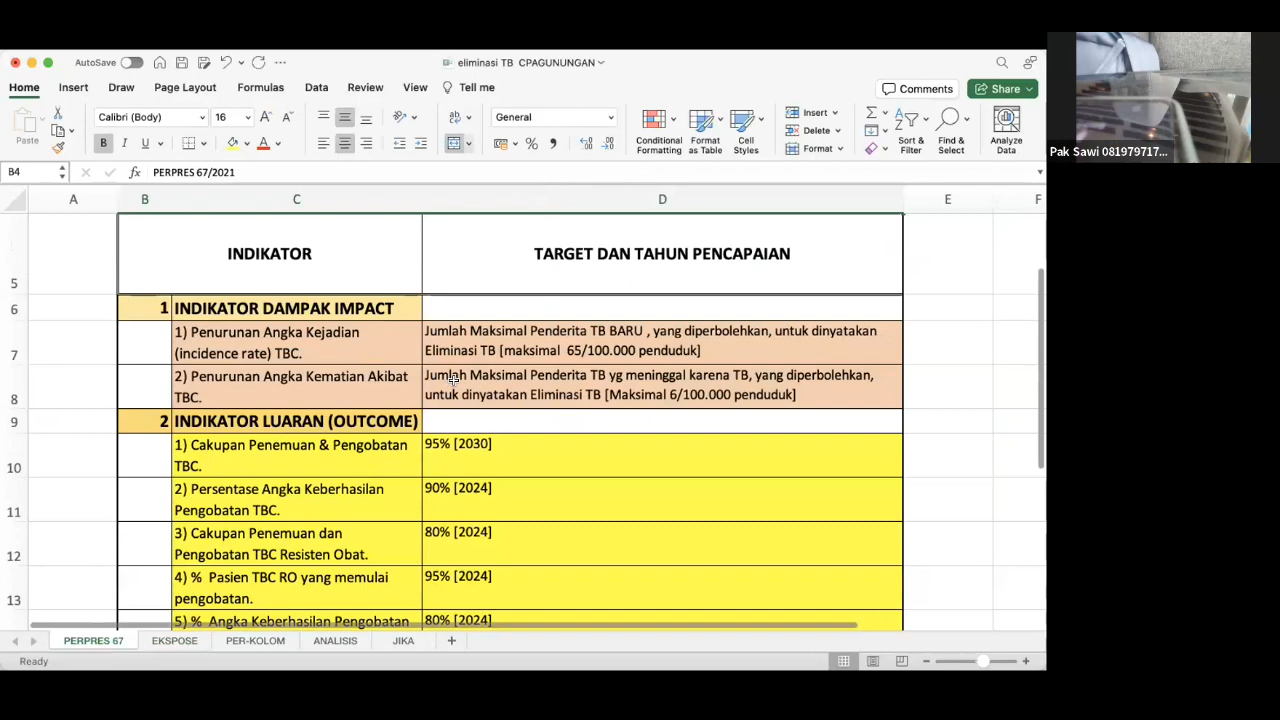 AutoSave
eliminasi TB CPAGUNUNGAN
Home Insert Draw Page Layout Formulas Data Review View Tell me
Comments Share
Paste
Calibri (Body) 16
General
Conditional Formatting
Format as Table
Cell Styles
Insert
Delete
Format
Sort & Filter
Find & Select
Analyze Data
B4 fx PERPRES 67/2021
A B C D E F
5 INDIKATOR TARGET DAN TAHUN PENCAPAIAN
6 1 INDIKATOR DAMPAK IMPACT
7 1) Penurunan Angka Kejadian
(incidence rate) TBC.
Jumlah Maksimal Penderita TB BARU , yang diperbolehkan, untuk dinyatakan
Eliminasi TB [maksimal 65/100.000 penduduk]
8 2) Penurunan Angka Kematian Akibat
TBC.
Jumlah Maksimal Penderita TB yg meninggal karena TB, yang diperbolehkan,
untuk dinyatakan Eliminasi TB [Maksimal 6/100.000 penduduk]
9 2 INDIKATOR LUARAN (OUTCOME)
10 1) Cakupan Penemuan & Pengobatan
TBC.
95% [2030]
11 2) Persentase Angka Keberhasilan
Pengobatan TBC.
90% [2024]
12 3) Cakupan Penemuan dan
Pengobatan TBC Resisten Obat.
80% [2024]
13 4) % Pasien TBC RO yang memulai
pengobatan.
95% [2024]
5) % Angka Keberhasilan Pengobatan
80% [2024]
PERPRES 67 EKSPOSE PER-KOLOM ANALISIS JIKA
Ready
Pak Sawi 081979717...